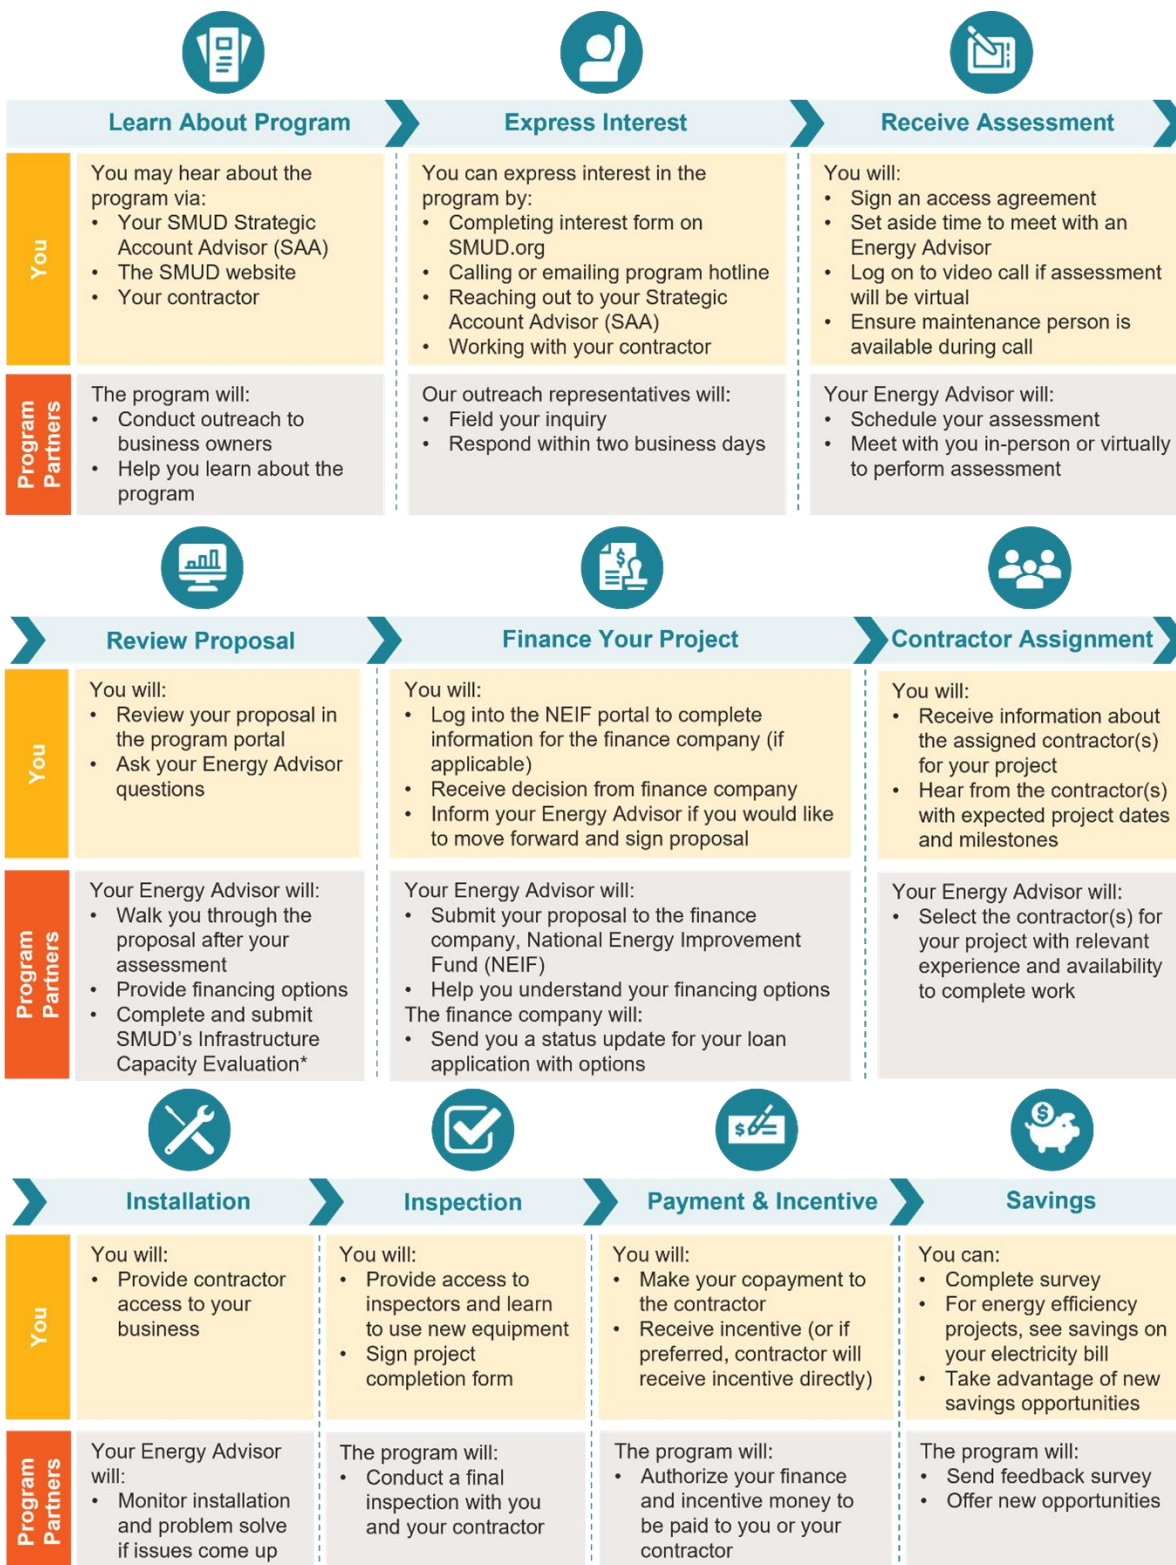 Learn About Program
Express Interest
Receive Assessment
You
You may hear about the
program via:
• Your SMUD Strategic
Account Advisor (SAA)
• The SMUD website
• Your contractor
You can express interest in the
program by:
• Completing interest form on
SMUD.org
• Calling or emailing program hotline
• Reaching out to your Strategic
Account Advisor (SAA)
• Working with your contractor
You will:
• Sign an access agreement
• Set aside time to meet with an
Energy Advisor
• Log on to video call if assessment
will be virtual
• Ensure maintenance person is
available during call
Program
Partners
The program will:
• Conduct outreach to
business owners
• Help you learn about the
program
Our outreach representatives will:
• Field your inquiry
• Respond within two business days
Your Energy Advisor will:
• Schedule your assessment
• Meet with you in-person or virtually
to perform assessment
$
Review Proposal
Finance Your Project
Contractor Assignment
You
You will:
• Review your proposal in
the program portal
• Ask your Energy Advisor
questions
You will:
• Log into the NEIF portal to complete
information for the finance company (if
applicable)
• Receive decision from finance company
• Inform your Energy Advisor if you would like
to move forward and sign proposal
You will:
• Receive information about
the assigned contractor(s)
for your project
• Hear from the contractor(s)
with expected project dates
and milestones
Program
Partners
Your Energy Advisor will:
• Walk you through the
proposal after your
assessment
• Provide financing options
• Complete and submit
SMUD's Infrastructure
Capacity Evaluation*
Your Energy Advisor will:
• Submit your proposal to the finance
company, National Energy Improvement
Fund (NEIF)
• Help you understand your financing options
The finance company will:
• Send you a status update for your loan
application with options
Your Energy Advisor will:
• Select the contractor(s) for
your project with relevant
experience and availability
to complete work
$
$
Installation
Inspection
Payment & Incentive
Savings
You
You will:
• Provide contractor
access to your
business
You will:
• Provide access to
inspectors and learn
to use new equipment
• Sign project
completion form
You will:
• Make your copayment to
the contractor
• Receive incentive (or if
preferred, contractor will
receive incentive directly)
You can:
• Complete survey
• For energy efficiency
projects, see savings on
your electricity bill
• Take advantage of new
savings opportunities
Program
Partners
Your Energy Advisor
will:
• Monitor installation
and problem solve
if issues come up
The program will:
• Conduct a final
inspection with you
and your contractor
The program will:
• Authorize your finance
and incentive money to
be paid to you or your
contractor
The program will:
• Send feedback survey
• Offer new opportunities